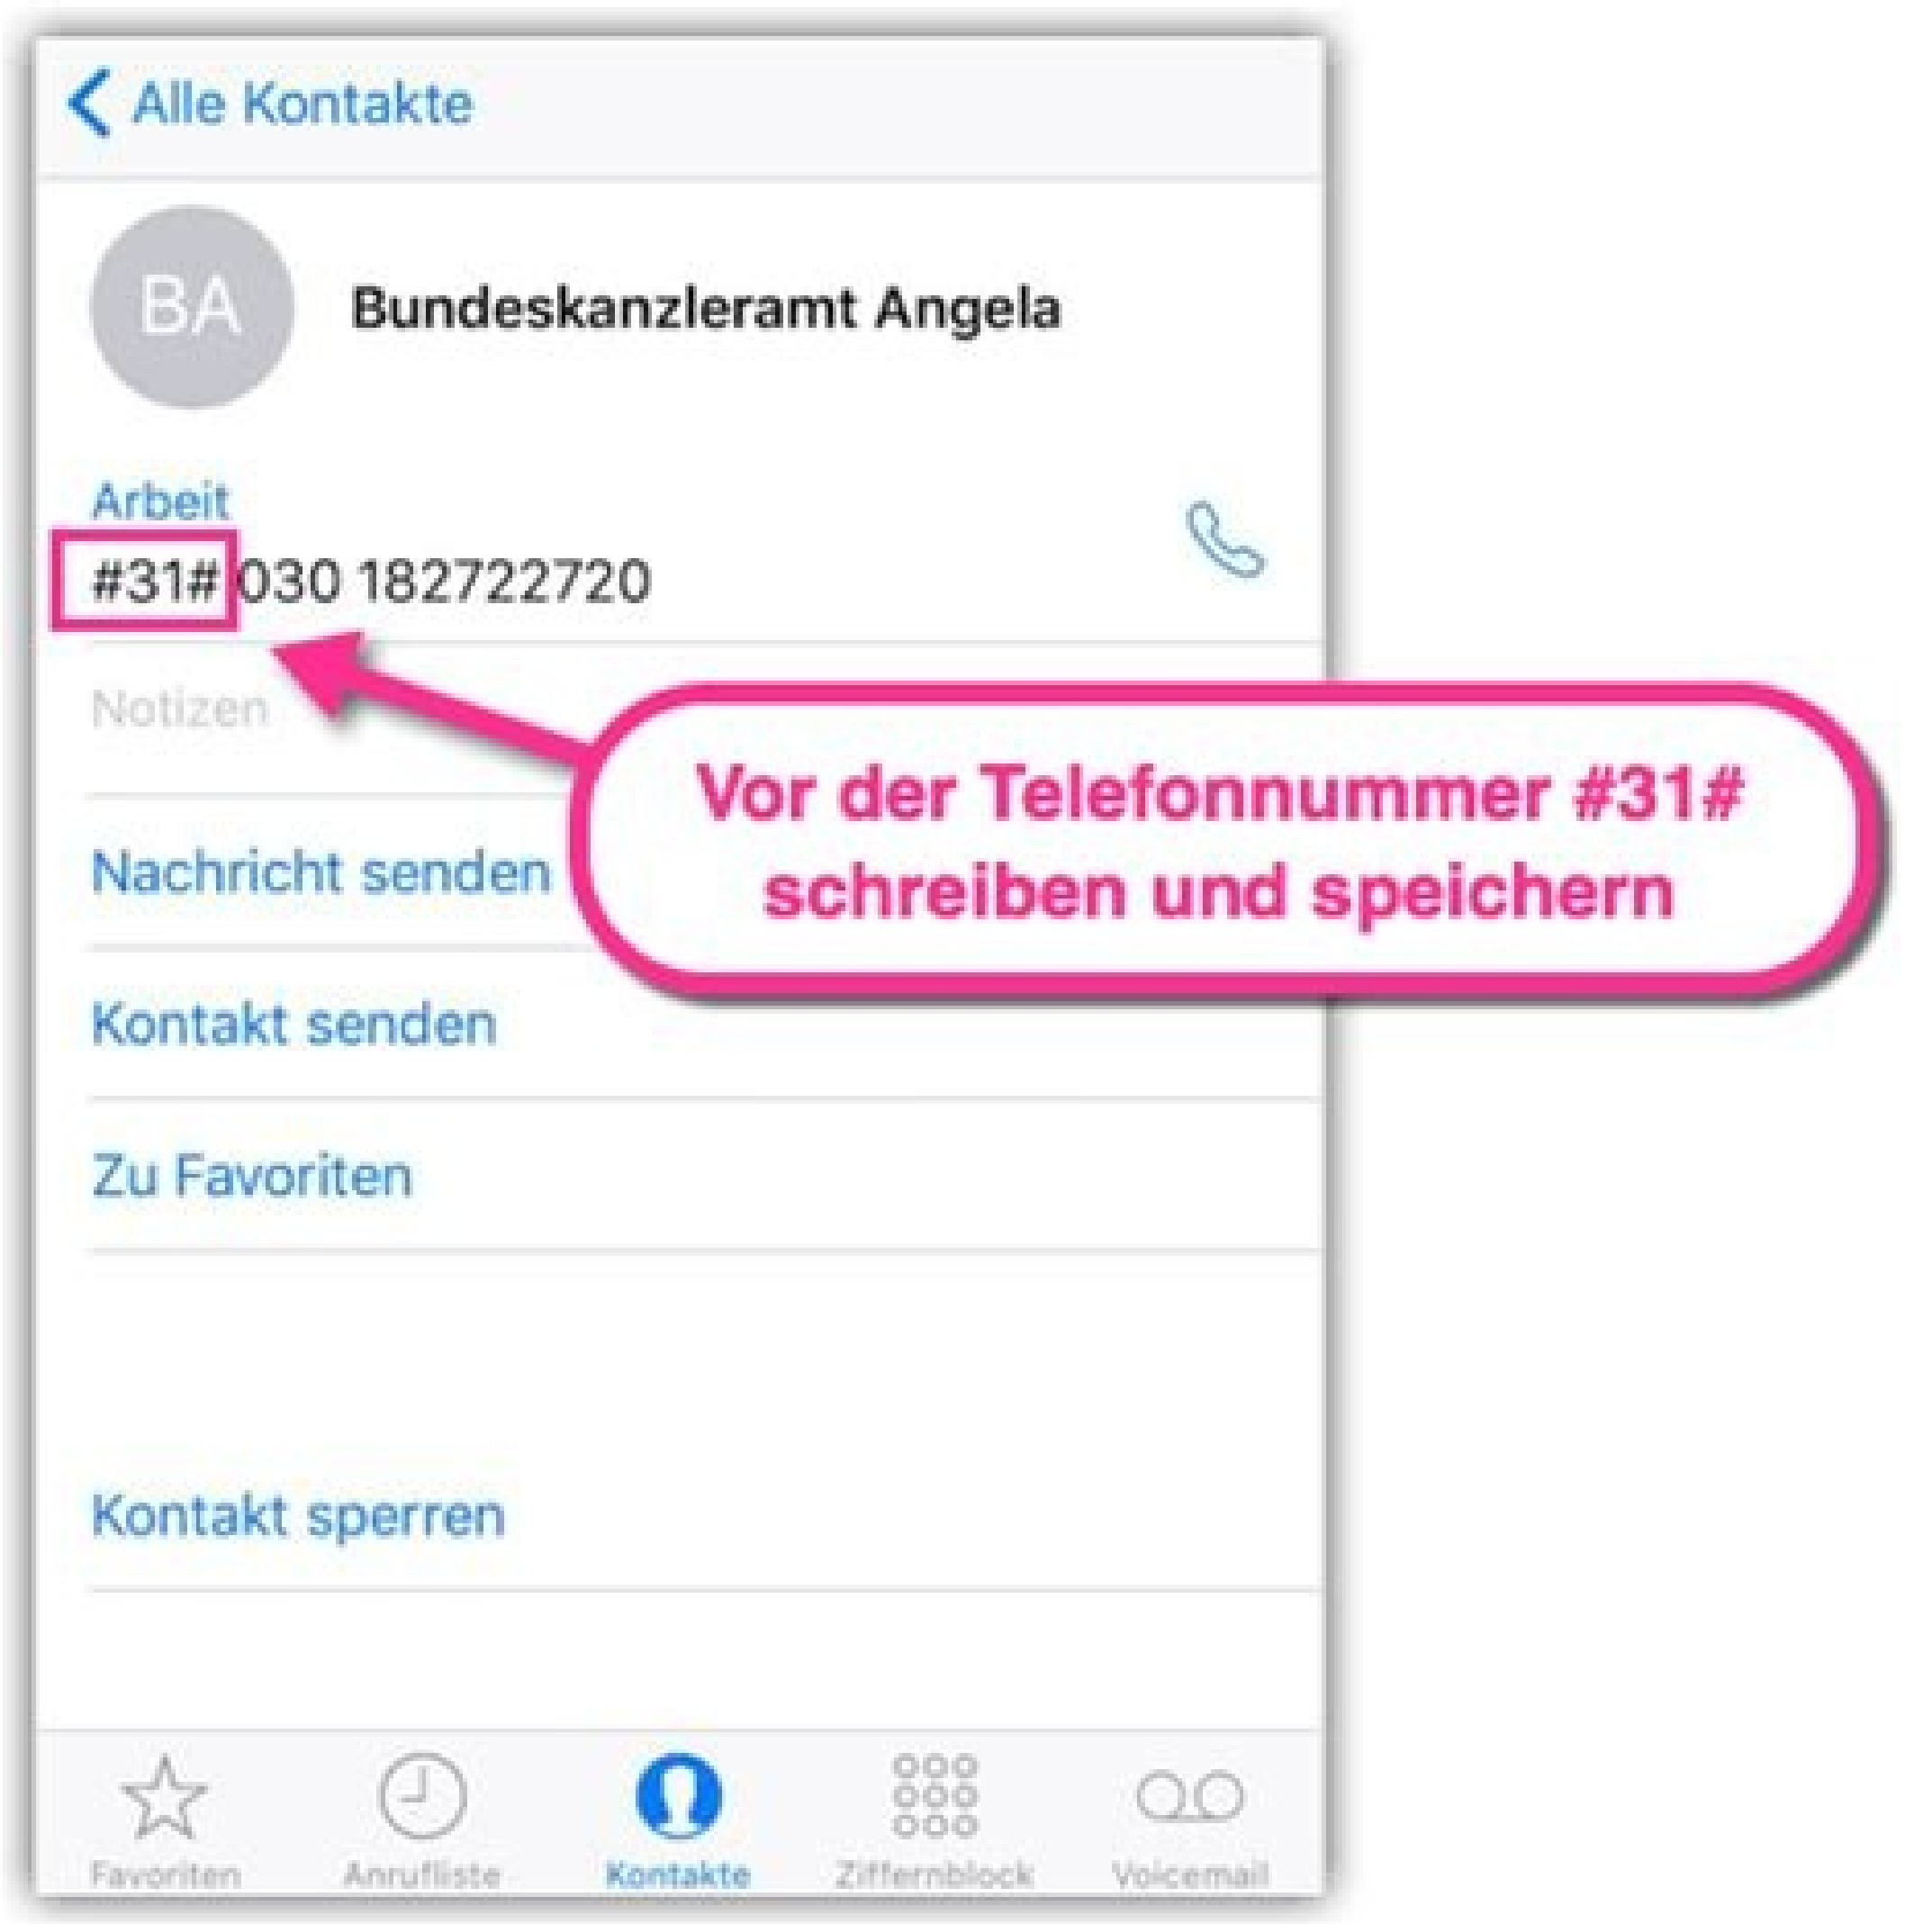 Alle Kontakte
BA
Bundeskanzleramt Angela
Arbeit
#31# 030 182722720
Notizen
Vor der Telefonnummer #31#
schreiben und speichern
Nachricht senden
Kontakt senden
Zu Favoriten
Kontakt sperren
Favoriten Anrufliste Kontakte Ziffernblock Voicemail